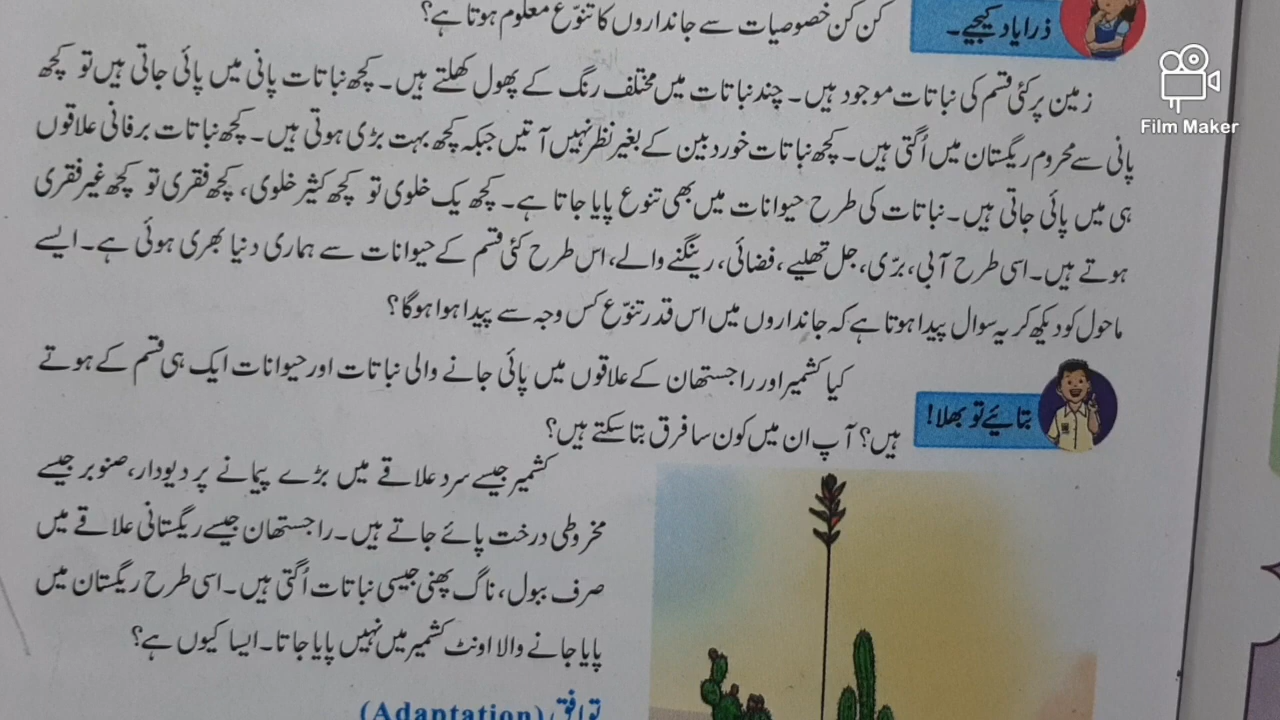 ذرا یاد کیجیے۔
کن کن خصوصیات سے جانداروں کا تنوّع معلوم ہوتا ہے؟
زمین پر کئی قسم کی نباتات موجود ہیں۔ چند نباتات میں مختلف رنگ کے پھول کھلتے ہیں۔ کچھ نباتات پانی میں پائی جاتی ہیں تو کچھ
پانی سے محروم ریگستان میں اُگتی ہیں۔ کچھ نباتات خوردبین کے بغیر نظر نہیں آتیں جبکہ کچھ بہت بڑی ہوتی ہیں۔ کچھ نباتات برفانی علاقوں
ہی میں پائی جاتی ہیں۔ نباتات کی طرح حیوانات میں بھی تنوع پایا جاتا ہے۔ کچھ یک خلوی تو کچھ کثیر خلوی، کچھ فقری تو کچھ غیر فقری
ہوتے ہیں۔ اسی طرح آبی، برّی، جل تھلیے، فضائی، رینگنے والے، اس طرح کئی قسم کے حیوانات سے ہماری دنیا بھری ہوئی ہے۔ ایسے
ماحول کو دیکھ کر یہ سوال پیدا ہوتا ہے کہ جانداروں میں اس قدر تنوّع کس وجہ سے پیدا ہوا ہوگا؟
بتائیے تو بھلا!
کیا کشمیر اور راجستھان کے علاقوں میں پائی جانے والی نباتات اور حیوانات ایک ہی قسم کے ہوتے
ہیں؟ آپ ان میں کون سا فرق بتا سکتے ہیں؟
کشمیر جیسے سرد علاقے میں بڑے پیمانے پر دیودار، صنوبر جیسے
مخروطی درخت پائے جاتے ہیں۔ راجستھان جیسے ریگستانی علاقے میں
صرف ببول، ناگ پھنی جیسی نباتات اُگتی ہیں۔ اسی طرح ریگستان میں
پایا جانے والا اونٹ کشمیر میں نہیں پایا جاتا۔ ایسا کیوں ہے؟
توافق (Adaptation)
Film Maker